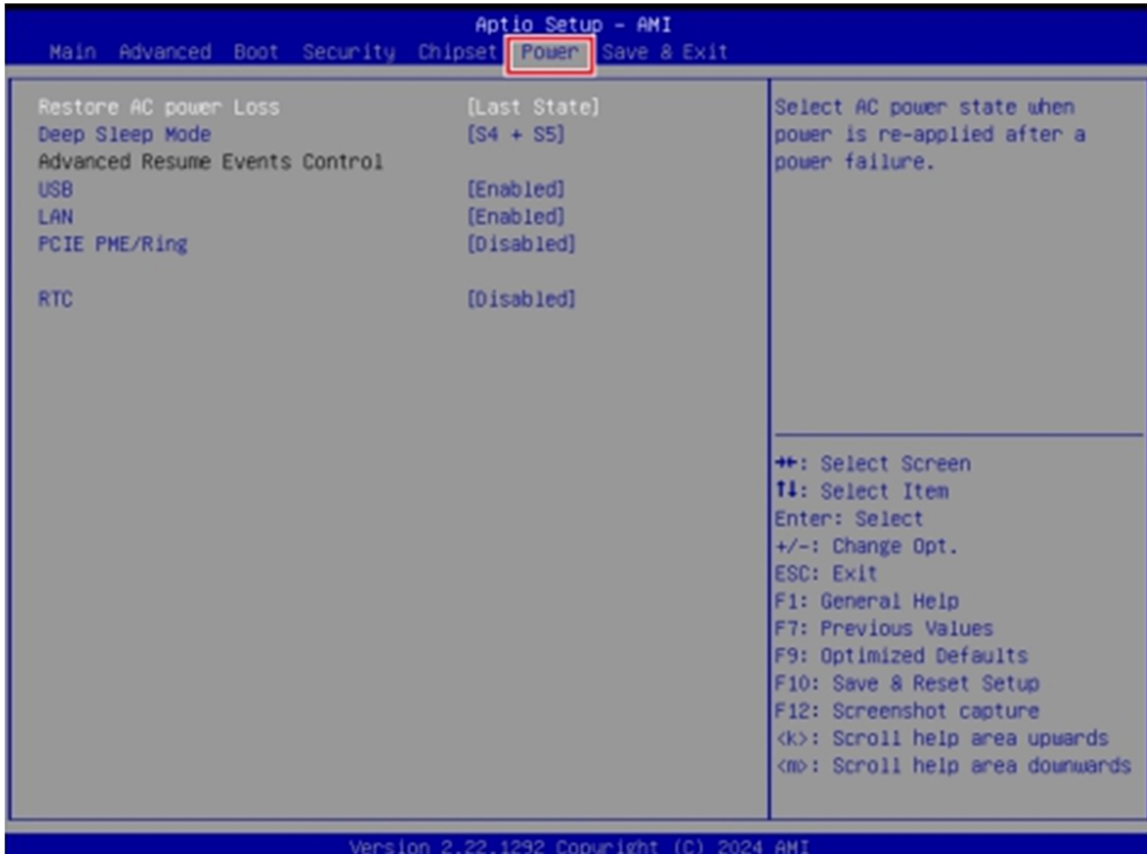 Aptio Setup - AMI
Main Advanced Boot Security Chipset Power Save & Exit
Restore AC power Loss [Last State]
Deep Sleep Mode [S4 + S5]
Advanced Resume Events Control
USB [Enabled]
LAN [Enabled]
PCIE PME/Ring [Disabled]
RTC [Disabled]
Select AC power state when
power is re-applied after a
power failure.
→←: Select Screen
↑↓: Select Item
Enter: Select
+/-: Change Opt.
ESC: Exit
F1: General Help
F7: Previous Values
F9: Optimized Defaults
F10: Save & Reset Setup
F12: Screenshot capture
<k>: Scroll help area upwards
<m>: Scroll help area downwards
Version 2.22.1292 Copyright (C) 2024 AMI